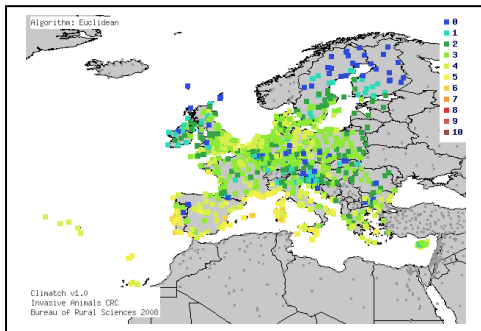 Algorithm: Euclidean
0
1
2
3
4
5
6
7
8
9
10
Climatch v1.0
Invasive Animals CRC
Bureau of Rural Sciences 2008